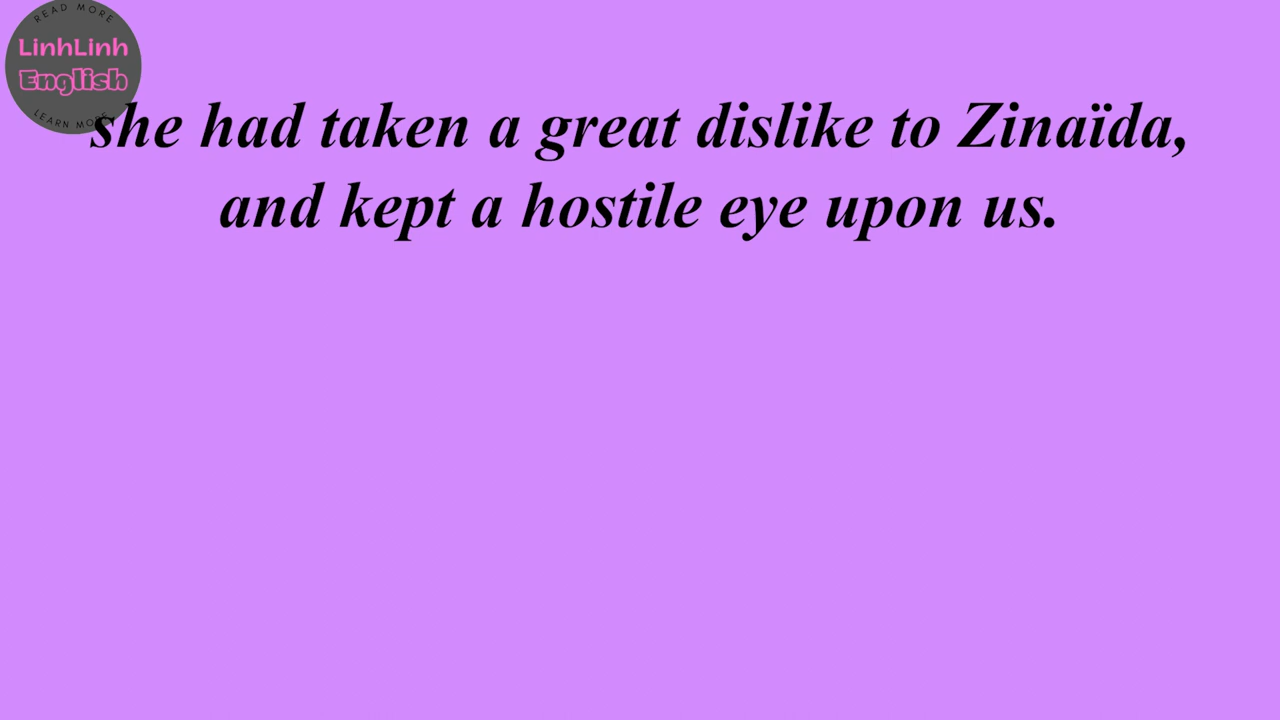 READ MORE
LinhLinh
English
LEARN MORE
she had taken a great dislike to Zinaïda,
and kept a hostile eye upon us.